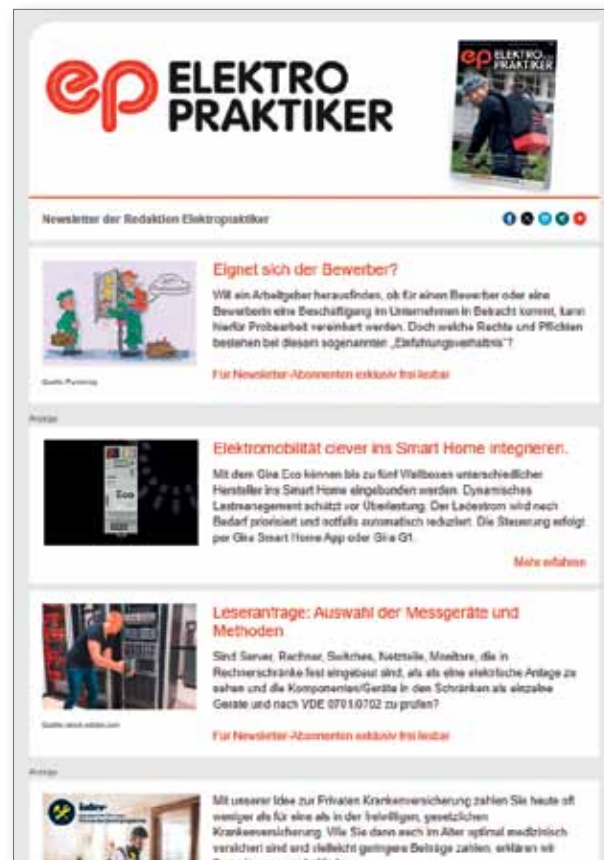 ep ELEKTRO
PRAKTIKER
ep ELEKTRO
PRAKTIKER
Newsletter der Redaktion Elektropraktiker
Eignet sich der Bewerber?
Will ein Arbeitgeber herausfinden, ob für einen Bewerber oder eine
Bewerberin eine Beschäftigung im Unternehmen in Betracht kommt, kann
hierfür Probearbeit vereinbart werden. Doch welche Rechte und Pflichten
bestehen bei diesem sogenannten „Einfühlungsverhältnis“?
Für Newsletter-Abonnenten exklusiv frei lesbar
Anzeige
Eco
Elektromobilität clever ins Smart Home integrieren.
Mit dem Gira Eco können bis zu fünf Wallboxen unterschiedlicher
Hersteller ins Smart Home eingebunden werden. Dynamisches
Lastmanagement schützt vor Überlastung. Der Ladestrom wird nach
Bedarf priorisiert und notfalls automatisch reduziert. Die Steuerung erfolgt
per Gira Smart Home App oder Gira G1.
Mehr erfahren
Leseranfrage: Auswahl der Messgeräte und
Methoden
Sind Server, Rechner, Switches, Netzteile, Monitore, die in
Rechnerschränke fest eingebaut sind, als als eine elektrische Anlage zu
sehen und die Komponenten/Geräte in den Schränken als einzelne
Geräte und nach VDE 0701/0702 zu prüfen?
Quelle: stock.adobe.com
Für Newsletter-Abonnenten exklusiv frei lesbar
Anzeige
Mit unserer Idee zur Privaten Krankenversicherung zahlen Sie heute oft
weniger als für eine als in der freiwilligen, gesetzlichen
Krankenversicherung. Wie Sie dann auch im Alter optimal medizinisch
versichert sind und vielleicht geringere Beiträge zahlen, erklären wir